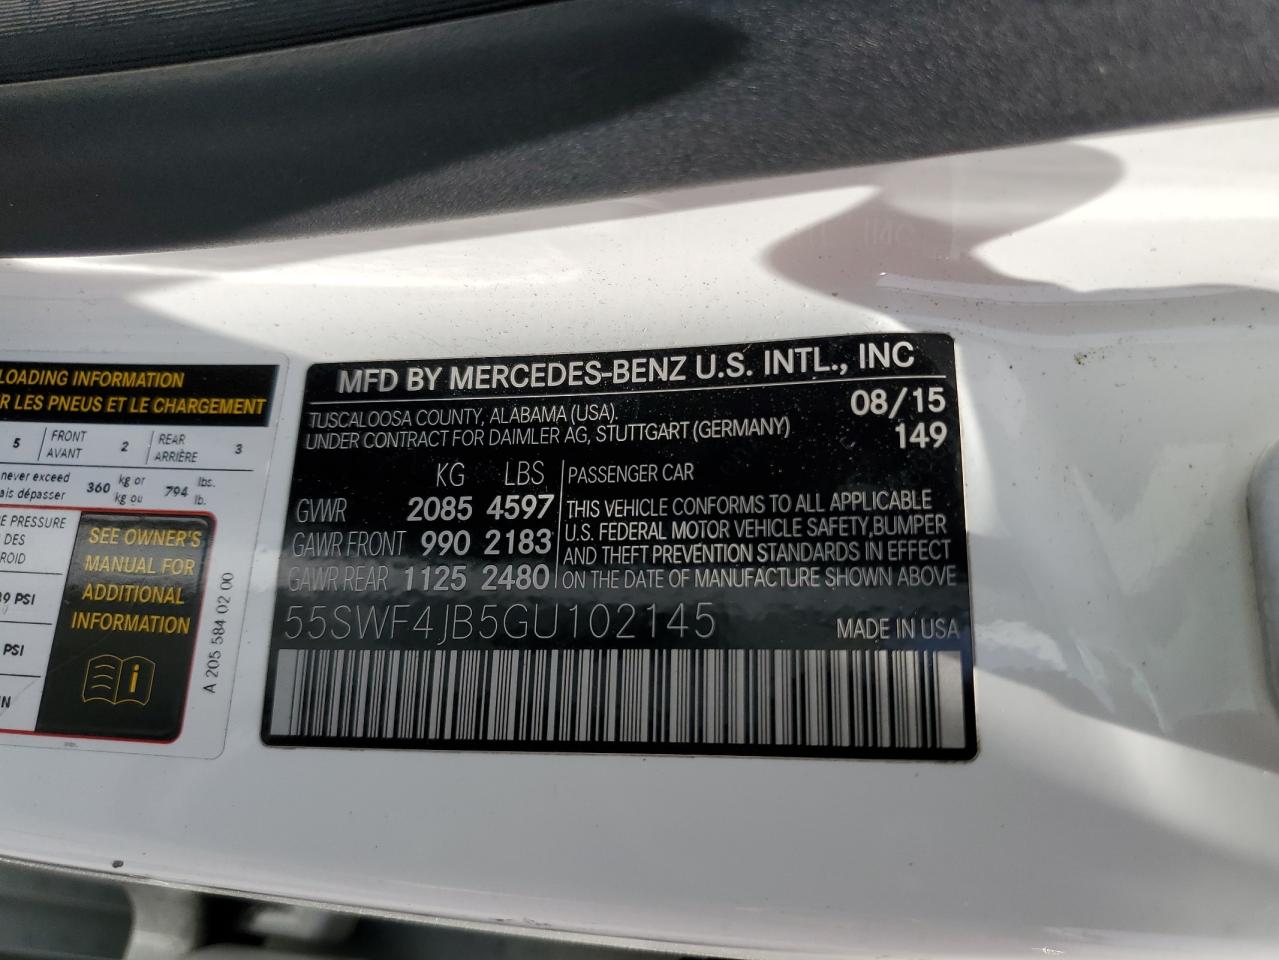 LOADING INFORMATION
R LES PNEUS ET LE CHARGEMENT
5 FRONT AVANT 2 REAR ARRIÈRE 3
never exceed 360 kg or 794 lbs.
ais dépasser kg ou lb.
E PRESSURE
DES
ROID
PSI
PSI
SEE OWNER'S
MANUAL FOR
ADDITIONAL
INFORMATION
i
A 205 584 02 00
MFD BY MERCEDES-BENZ U.S. INTL., INC
TUSCALOOSA COUNTY, ALABAMA (USA). 08/15
UNDER CONTRACT FOR DAIMLER AG, STUTTGART (GERMANY) 149
KG LBS
GVWR 2085 4597
GAWR FRONT 990 2183
GAWR REAR 1125 2480
PASSENGER CAR
THIS VEHICLE CONFORMS TO ALL APPLICABLE
U.S. FEDERAL MOTOR VEHICLE SAFETY,BUMPER
AND THEFT PREVENTION STANDARDS IN EFFECT
ON THE DATE OF MANUFACTURE SHOWN ABOVE
55SWF4JB5GU102145 MADE IN USA